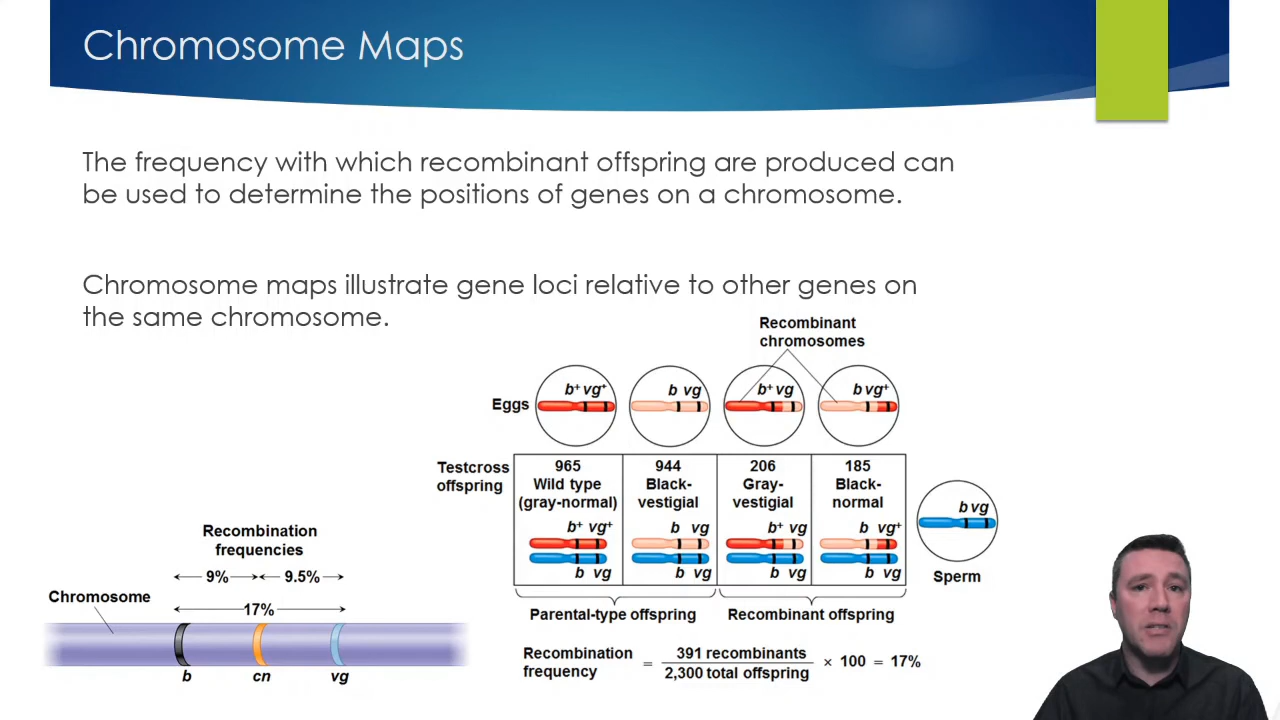 Chromosome Maps
The frequency with which recombinant offspring are produced can
be used to determine the positions of genes on a chromosome.
Chromosome maps illustrate gene loci relative to other genes on
the same chromosome.
Recombinant
chromosomes
Eggs
b⁺ vg⁺
b vg
b⁺ vg
b vg⁺
Testcross
offspring
965
Wild type
(gray-normal)
944
Black-
vestigial
206
Gray-
vestigial
185
Black-
normal
b⁺ vg⁺
b vg
b⁺ vg
b vg⁺
b vg
b vg
b vg
b vg
b vg
Sperm
Parental-type offspring
Recombinant offspring
Recombination
frequency
=
391 recombinants
2,300 total offspring
× 100 = 17%
Recombination
frequencies
9%
9.5%
17%
Chromosome
b
cn
vg